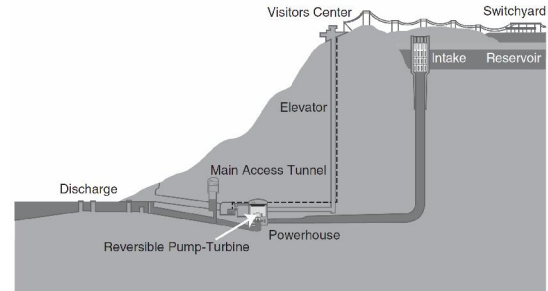 Visitors Center
Switchyard
Intake
Reservoir
Elevator
Main Access Tunnel
Discharge
Powerhouse
Reversible Pump-Turbine